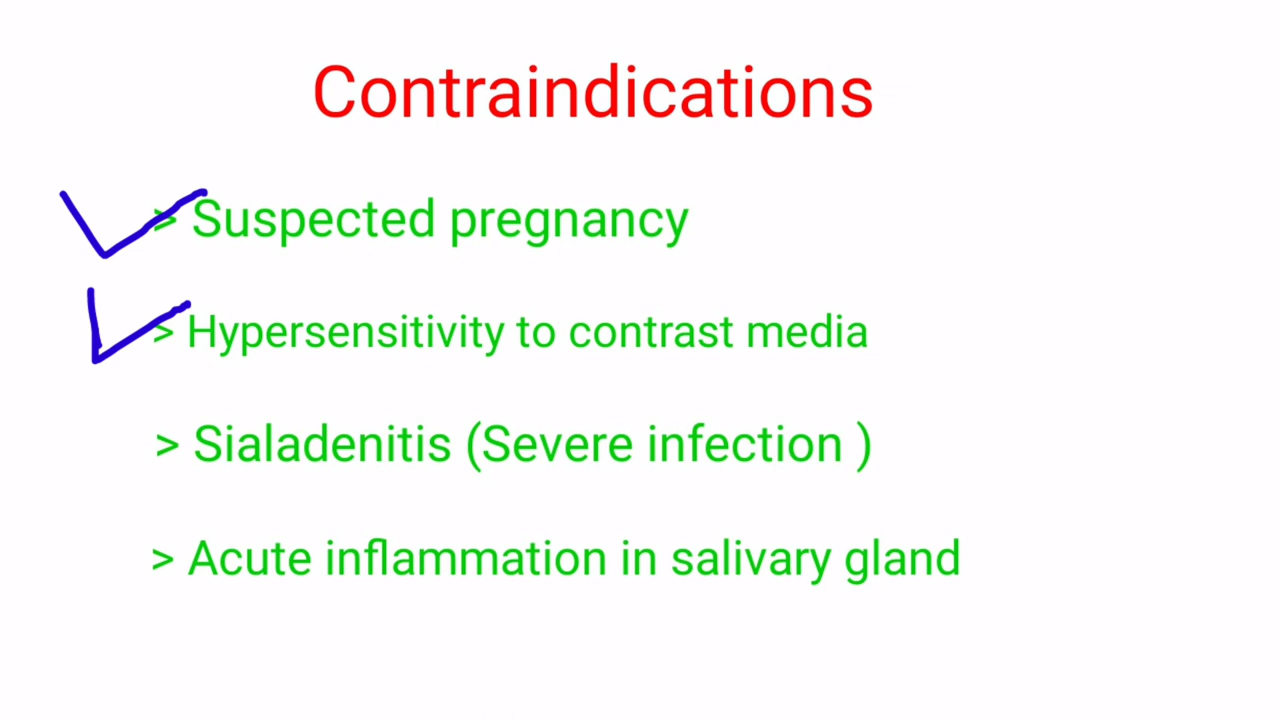 Contraindications
> Suspected pregnancy
> Hypersensitivity to contrast media
> Sialadenitis (Severe infection )
> Acute inflammation in salivary gland